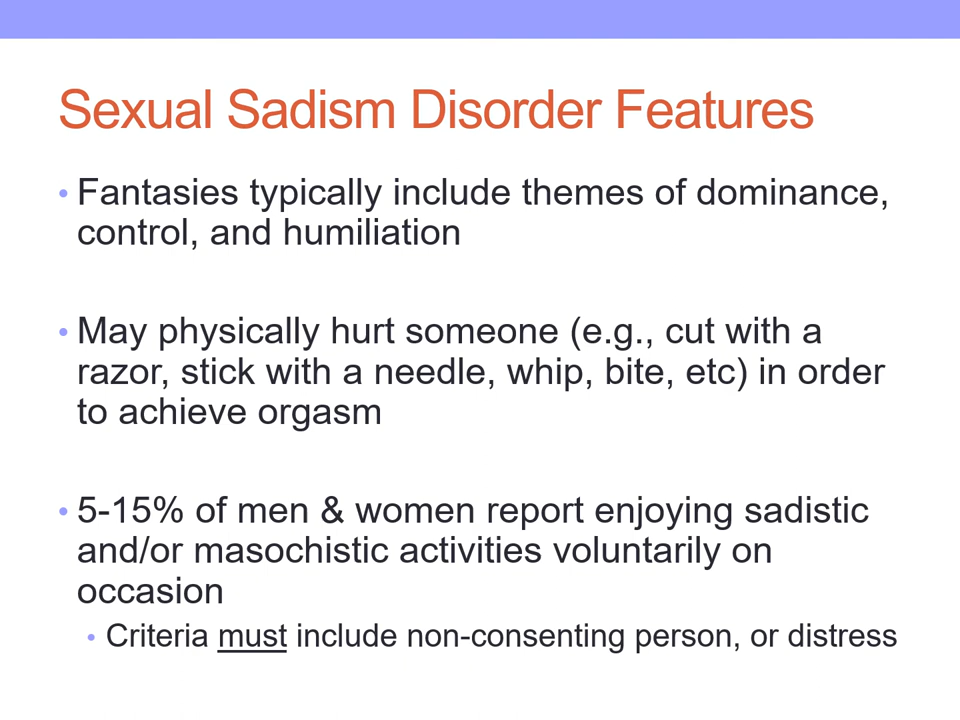 Sexual Sadism Disorder Features
• Fantasies typically include themes of dominance,
control, and humiliation
• May physically hurt someone (e.g., cut with a
razor, stick with a needle, whip, bite, etc) in order
to achieve orgasm
• 5-15% of men & women report enjoying sadistic
and/or masochistic activities voluntarily on
occasion
• Criteria must include non-consenting person, or distress